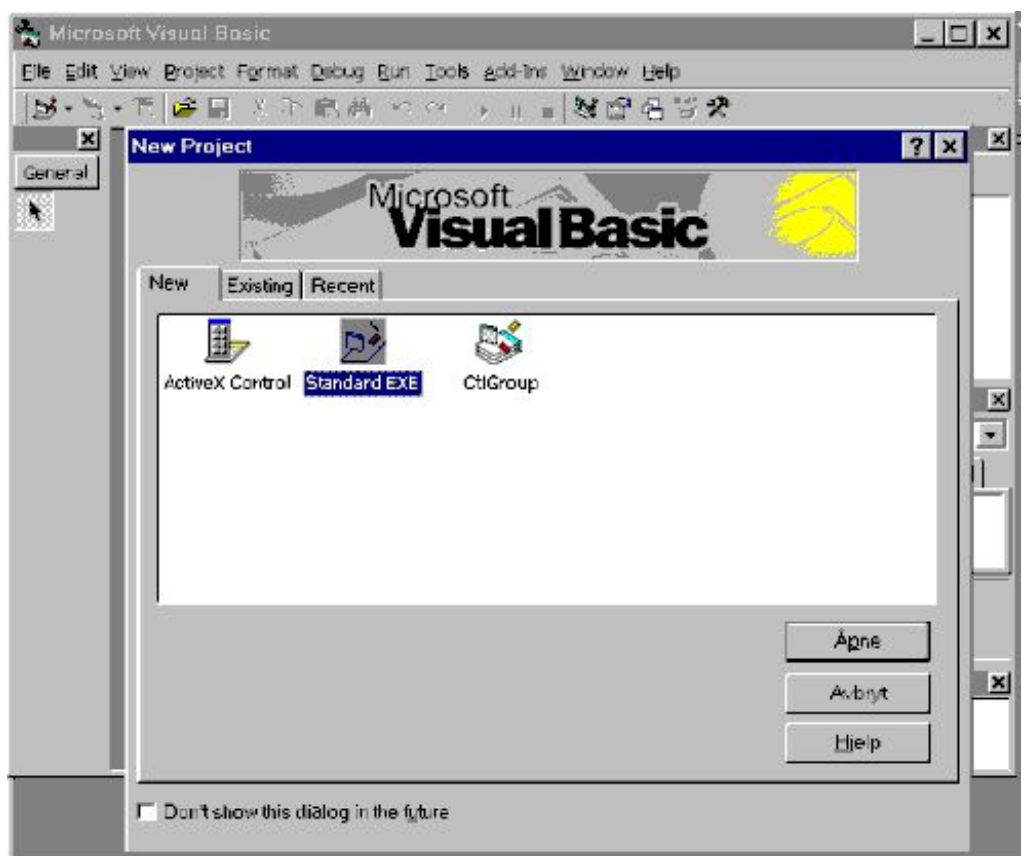 Microsoft Visual Basic
File Edit View Project Format Debug Run Tools Add-Ins Window Help
General
New Project
Microsoft
Visual Basic
New Existing Recent
ActiveX Control Standard EXE CtlGroup
Åpne
Avbryt
Hjelp
Don't show this dialog in the future